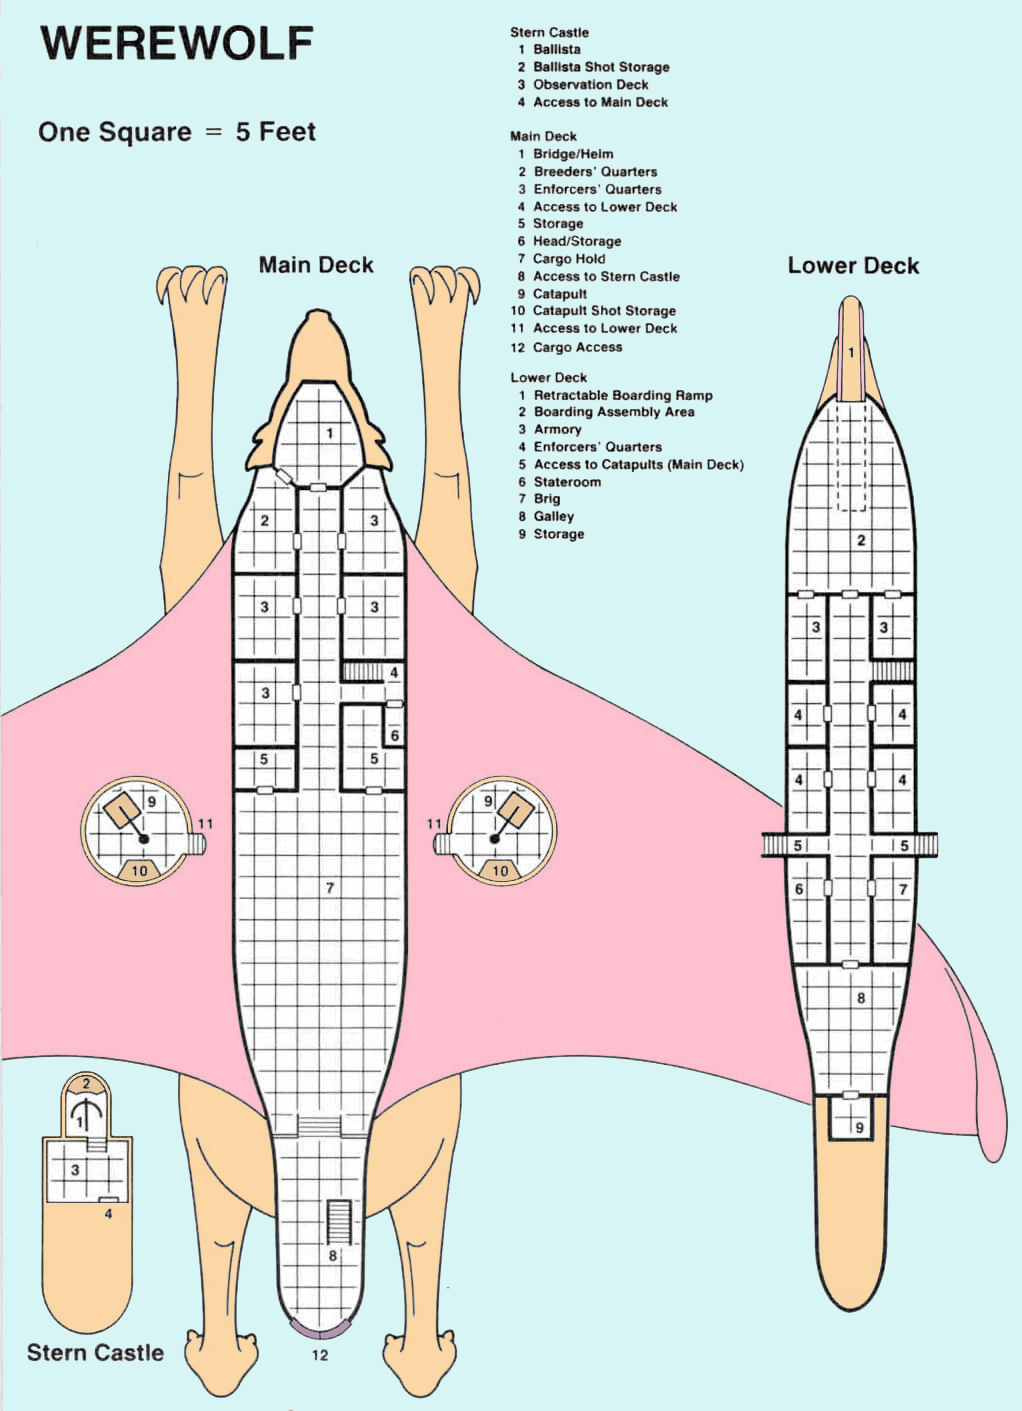 WEREWOLF
One Square = 5 Feet
Stern Castle
1 Ballista
2 Ballista Shot Storage
3 Observation Deck
4 Access to Main Deck
Main Deck
1 Bridge/Helm
2 Breeders' Quarters
3 Enforcers' Quarters
4 Access to Lower Deck
5 Storage
6 Head/Storage
7 Cargo Hold
8 Access to Stern Castle
9 Catapult
10 Catapult Shot Storage
11 Access to Lower Deck
12 Cargo Access
Lower Deck
1 Retractable Boarding Ramp
2 Boarding Assembly Area
3 Armory
4 Enforcers' Quarters
5 Access to Catapults (Main Deck)
6 Stateroom
7 Brig
8 Galley
9 Storage
Main Deck
1
2 3
3 3
3 4
6
5 5
9 11 11 9
10 10
7
8
12
Lower Deck
1
2
3 3
4 4
4 4
5 5
6 7
8
9
2
1
3
4
Stern Castle